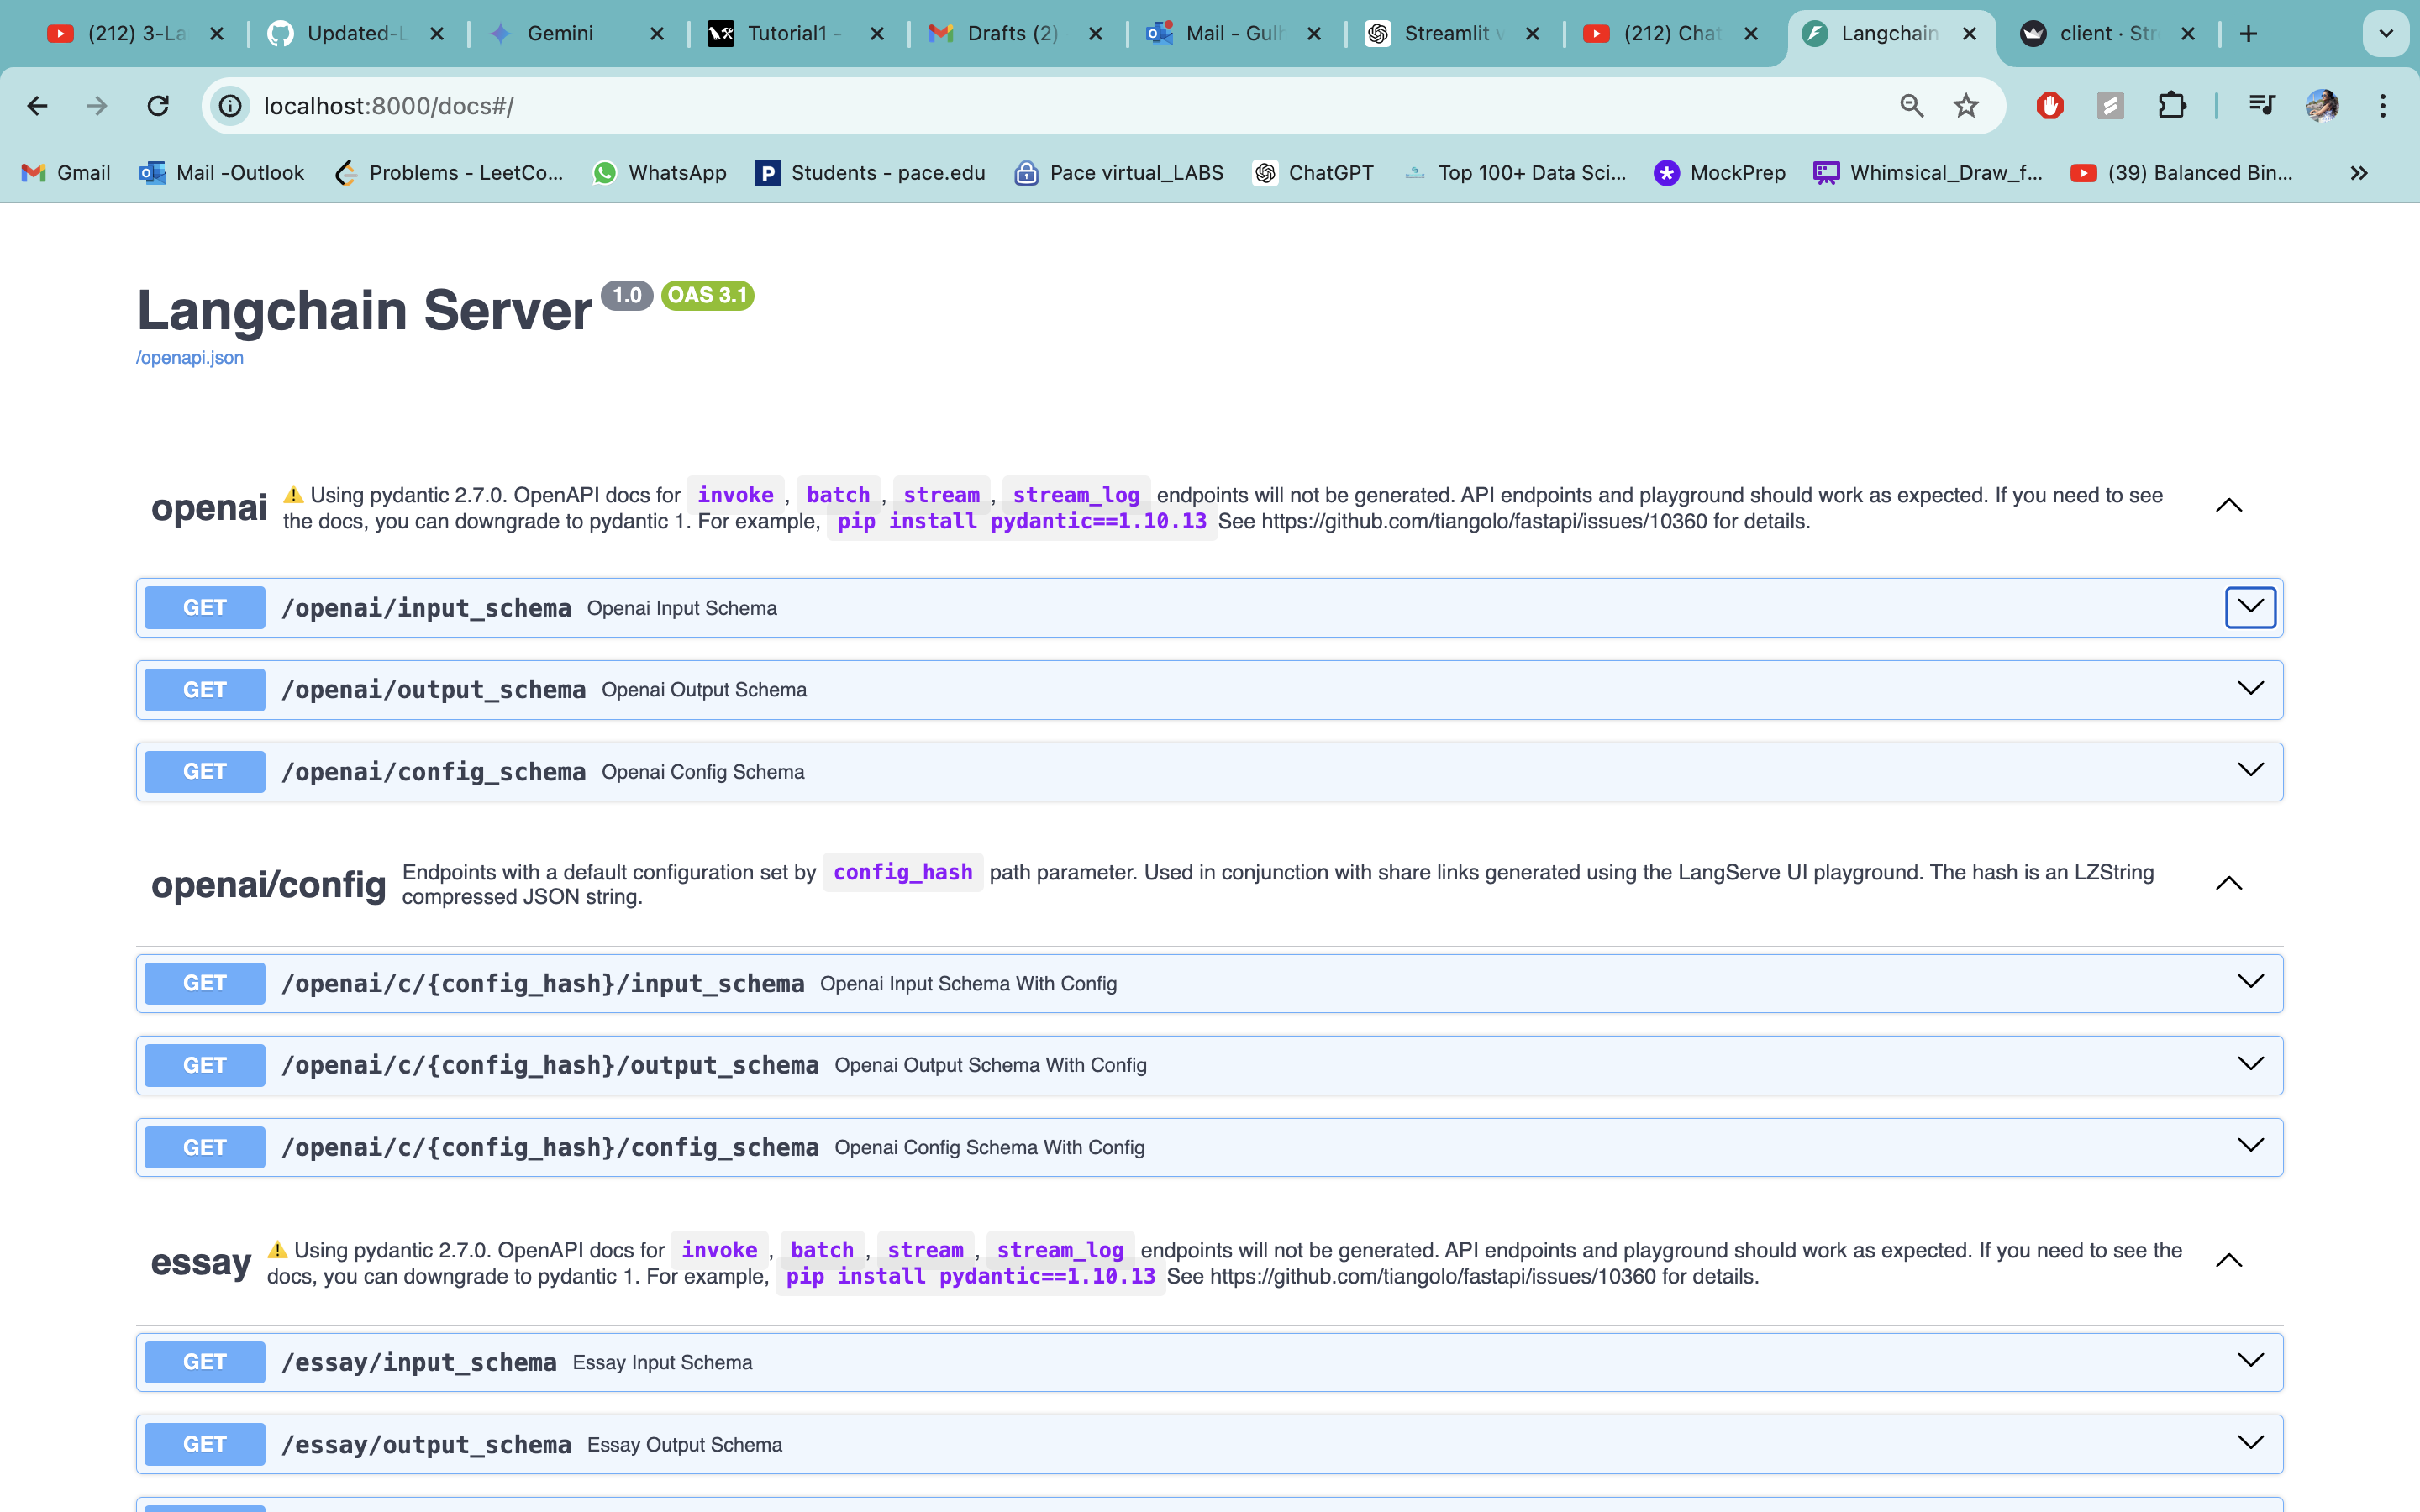 (212) 3-La
Updated-L
Gemini
Tutorial1 -
Drafts (2)
Mail - Gulh
Streamlit v
(212) Chat
Langchain
client · Str
localhost:8000/docs#/
Gmail
Mail -Outlook
Problems - LeetCo...
WhatsApp
Students - pace.edu
Pace virtual_LABS
ChatGPT
Top 100+ Data Sci...
MockPrep
Whimsical_Draw_f...
(39) Balanced Bin...
Langchain Server 1.0 OAS 3.1
/openapi.json
openai
Using pydantic 2.7.0. OpenAPI docs for invoke , batch , stream , stream_log endpoints will not be generated. API endpoints and playground should work as expected. If you need to see
the docs, you can downgrade to pydantic 1. For example, pip install pydantic==1.10.13 See https://github.com/tiangolo/fastapi/issues/10360 for details.
GET /openai/input_schema Openai Input Schema
GET /openai/output_schema Openai Output Schema
GET /openai/config_schema Openai Config Schema
openai/config
Endpoints with a default configuration set by config_hash path parameter. Used in conjunction with share links generated using the LangServe UI playground. The hash is an LZString
compressed JSON string.
GET /openai/c/{config_hash}/input_schema Openai Input Schema With Config
GET /openai/c/{config_hash}/output_schema Openai Output Schema With Config
GET /openai/c/{config_hash}/config_schema Openai Config Schema With Config
essay
Using pydantic 2.7.0. OpenAPI docs for invoke , batch , stream , stream_log endpoints will not be generated. API endpoints and playground should work as expected. If you need to see the
docs, you can downgrade to pydantic 1. For example, pip install pydantic==1.10.13 See https://github.com/tiangolo/fastapi/issues/10360 for details.
GET /essay/input_schema Essay Input Schema
GET /essay/output_schema Essay Output Schema